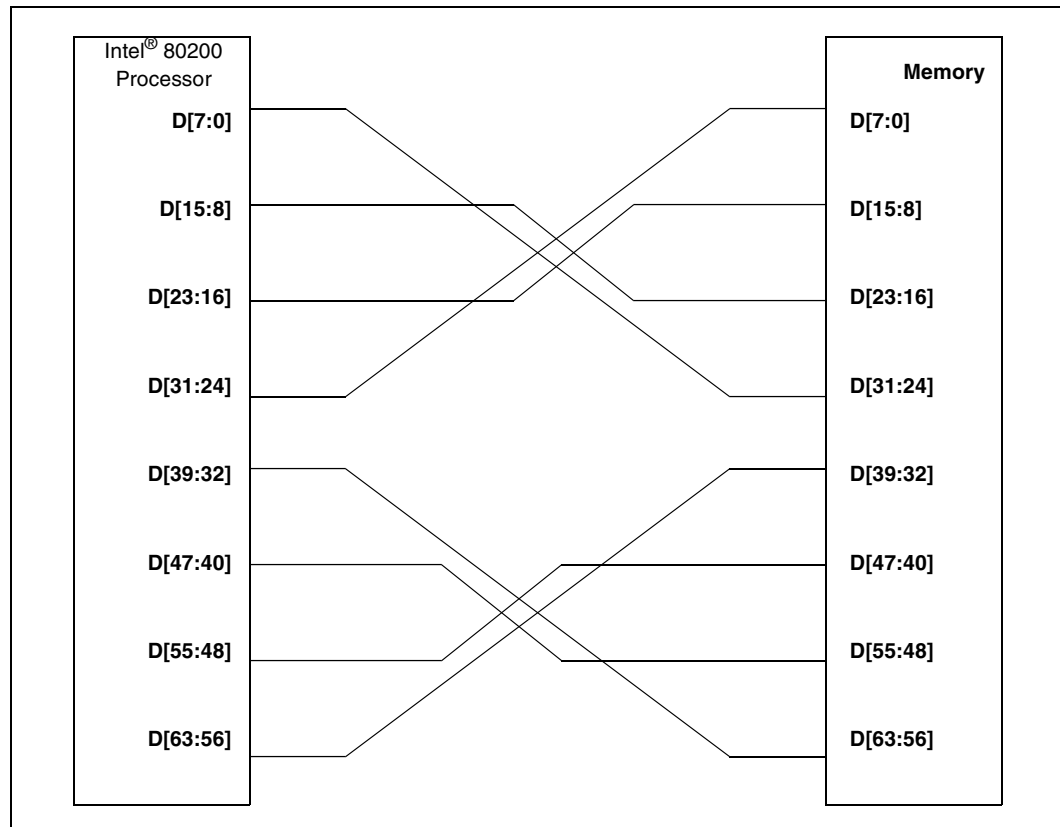 Intel® 80200
Processor
D[7:0]
D[15:8]
D[23:16]
D[31:24]
D[39:32]
D[47:40]
D[55:48]
D[63:56]
Memory
D[7:0]
D[15:8]
D[23:16]
D[31:24]
D[39:32]
D[47:40]
D[55:48]
D[63:56]